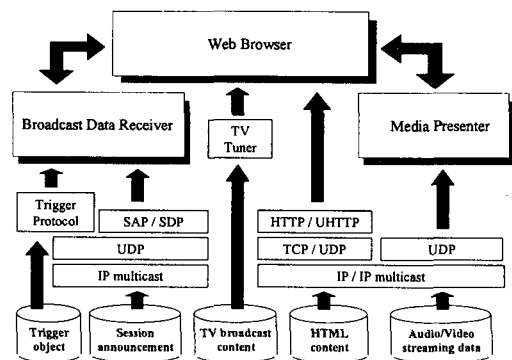 Web Browser
Broadcast Data Receiver
TV
Tuner
Media Presenter
Trigger
Protocol
SAP / SDP
HTTP / UHTTP
UDP
TCP / UDP
UDP
IP multicast
IP / IP multicast
Trigger
object
Session
announcement
TV broadcast
content
HTML
content
Audio/Video
streaming data